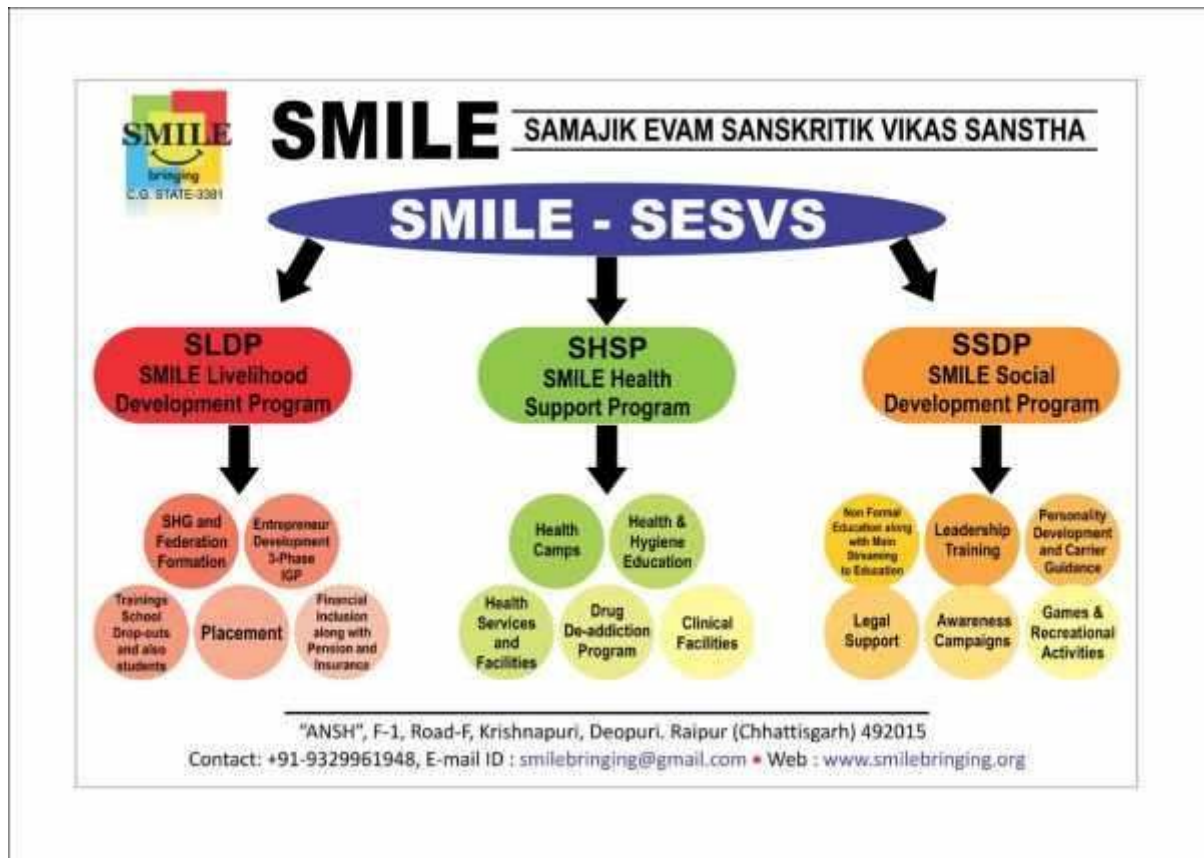 SMILE
bringing
C.G. STATE-3381
SMILE
SAMAJIK EVAM SANSKRITIK VIKAS SANSTHA
SMILE - SESVS
SLDP
SMILE Livelihood
Development Program
SHSP
SMILE Health
Support Program
SSDP
SMILE Social
Development Program
SHG and
Federation
Formation
Entrepreneur
Development
3-Phase
IGP
Trainings
School
Drop-outs
and also
students
Placement
Financial
Inclusion
along with
Pension and
Insurance
Health
Camps
Health &
Hygiene
Education
Health
Services
and
Facilities
Drug
De-addiction
Program
Clinical
Facilities
Non Formal
Education along
with Main
Streaming
to Education
Leadership
Training
Personality
Development
and Carrier
Guidance
Legal
Support
Awareness
Campaigns
Games &
Recreational
Activities
"ANSH", F-1, Road-F, Krishnapuri, Deopuri. Raipur (Chhattisgarh) 492015
Contact: +91-9329961948, E-mail ID : smilebringing@gmail.com • Web : www.smilebringing.org